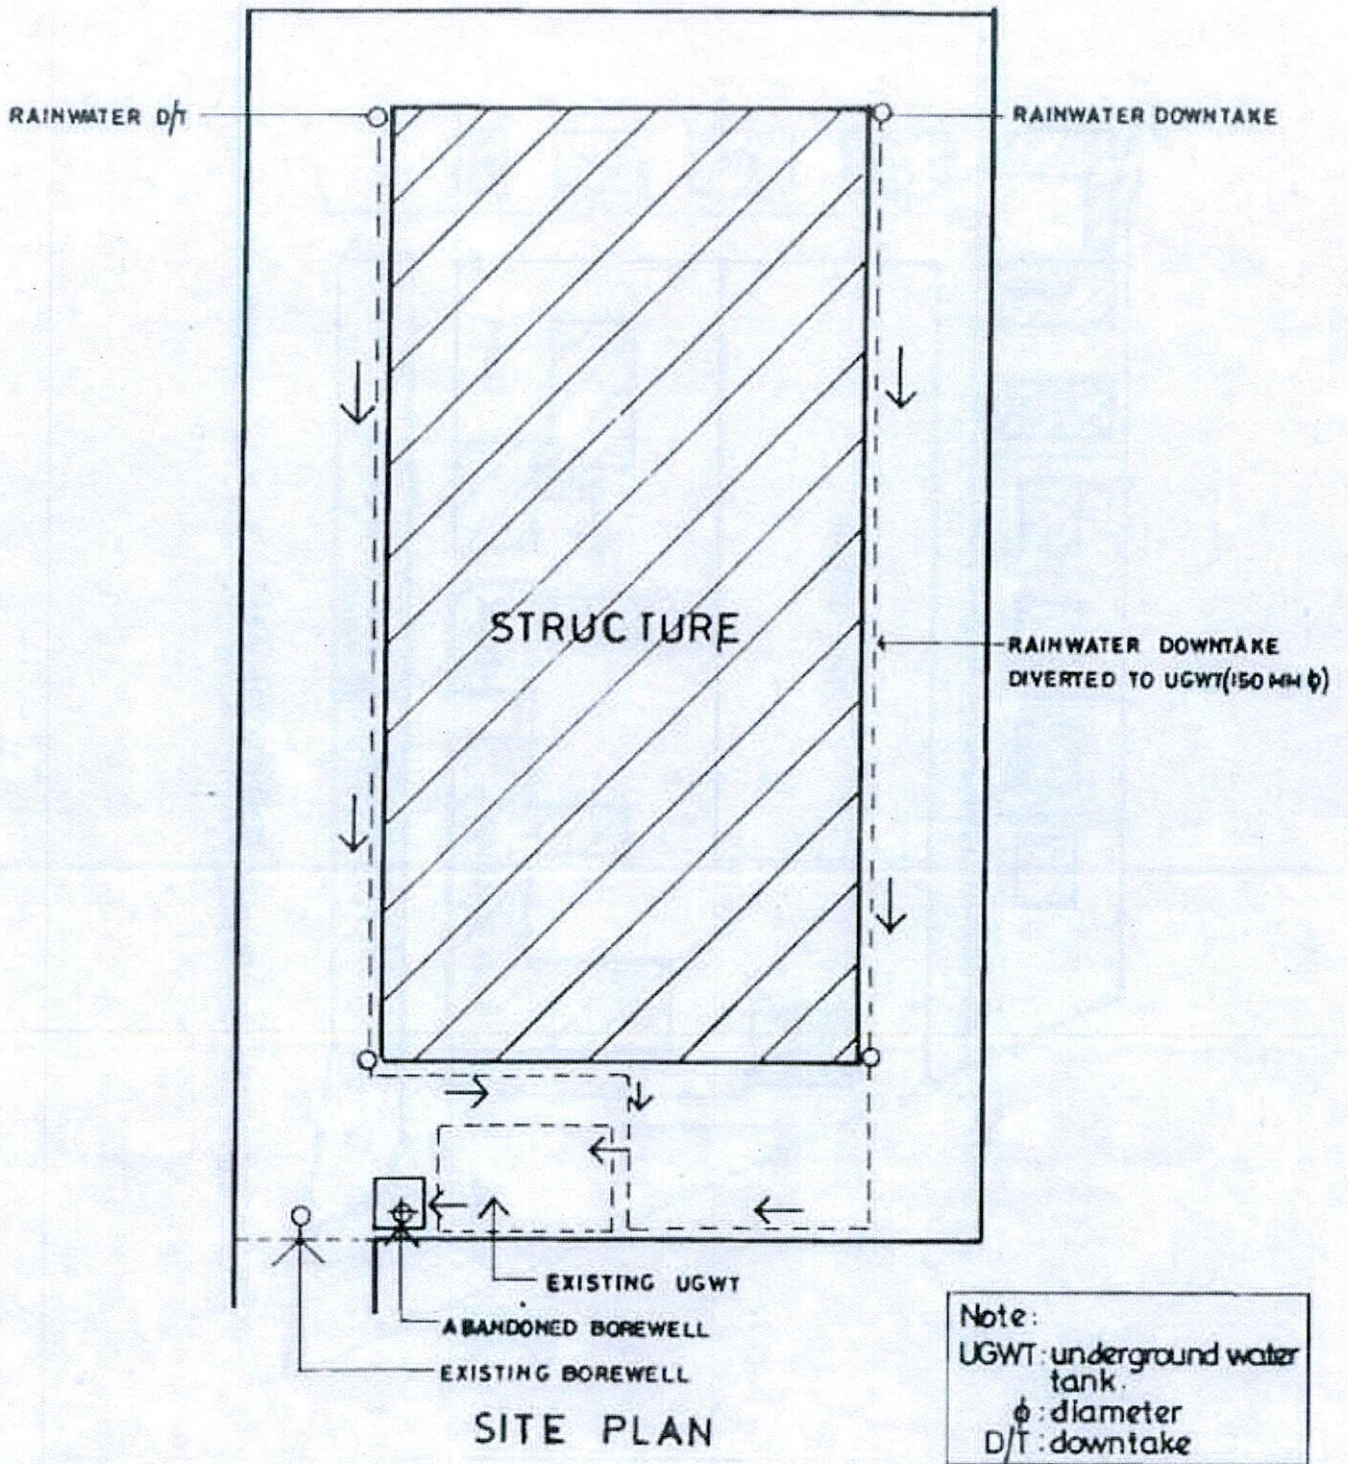 RAINWATER D/T
RAINWATER DOWNTAKE
STRUCTURE
RAINWATER DOWNTAKE
DIVERTED TO UGWT(150 MM ϕ)
EXISTING UGWT
ABANDONED BOREWELL
EXISTING BOREWELL
SITE PLAN
Note:
UGWT: underground water
tank.
ϕ: diameter
D/T: downtake